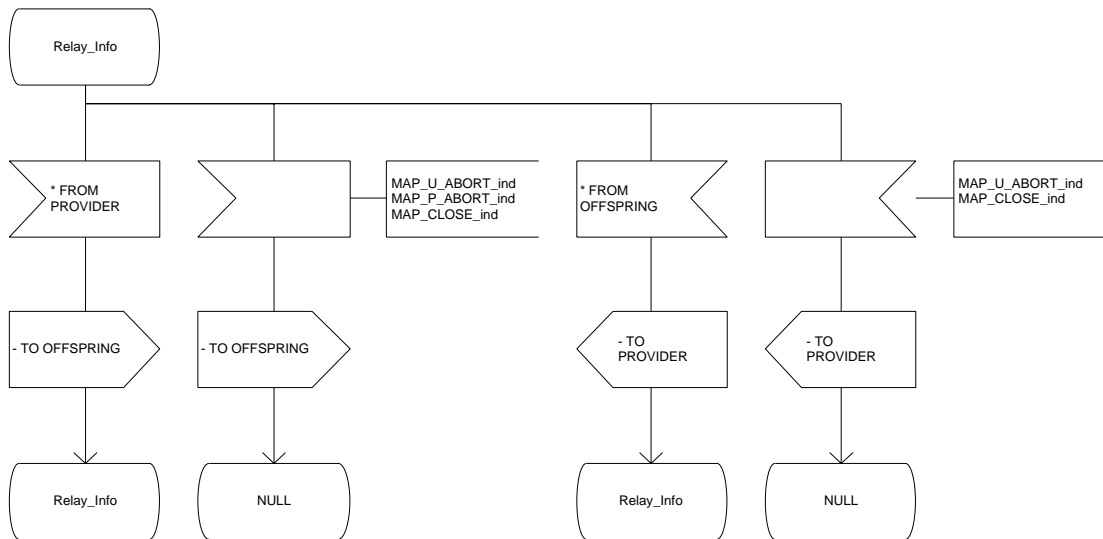 Relay_Info
* FROM
PROVIDER
MAP_U_ABORT_ind
MAP_P_ABORT_ind
MAP_CLOSE_ind
* FROM
OFFSPRING
MAP_U_ABORT_ind
MAP_CLOSE_ind
- TO OFFSPRING
- TO OFFSPRING
- TO
PROVIDER
- TO
PROVIDER
Relay_Info
NULL
Relay_Info
NULL